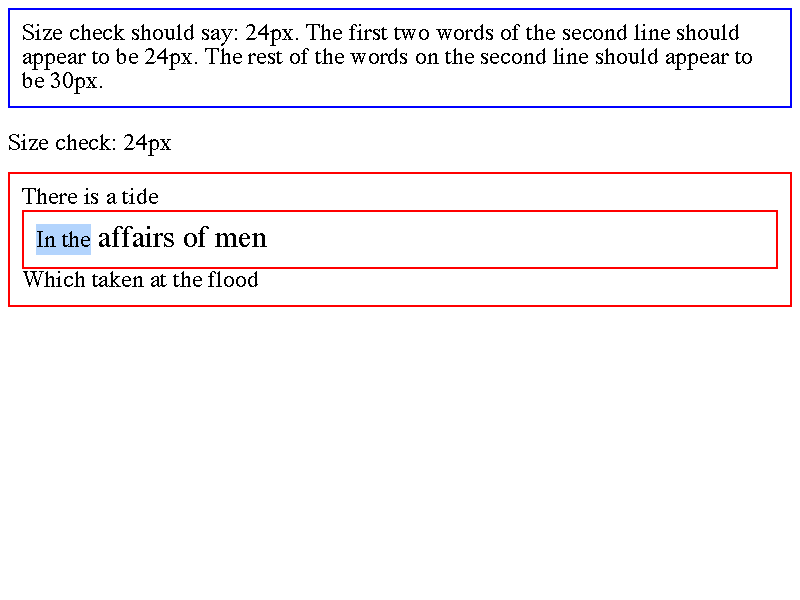 Size check should say: 24px. The first two words of the second line should
appear to be 24px. The rest of the words on the second line should appear to
be 30px.
Size check: 24px
There is a tide
In the affairs of men
Which taken at the flood